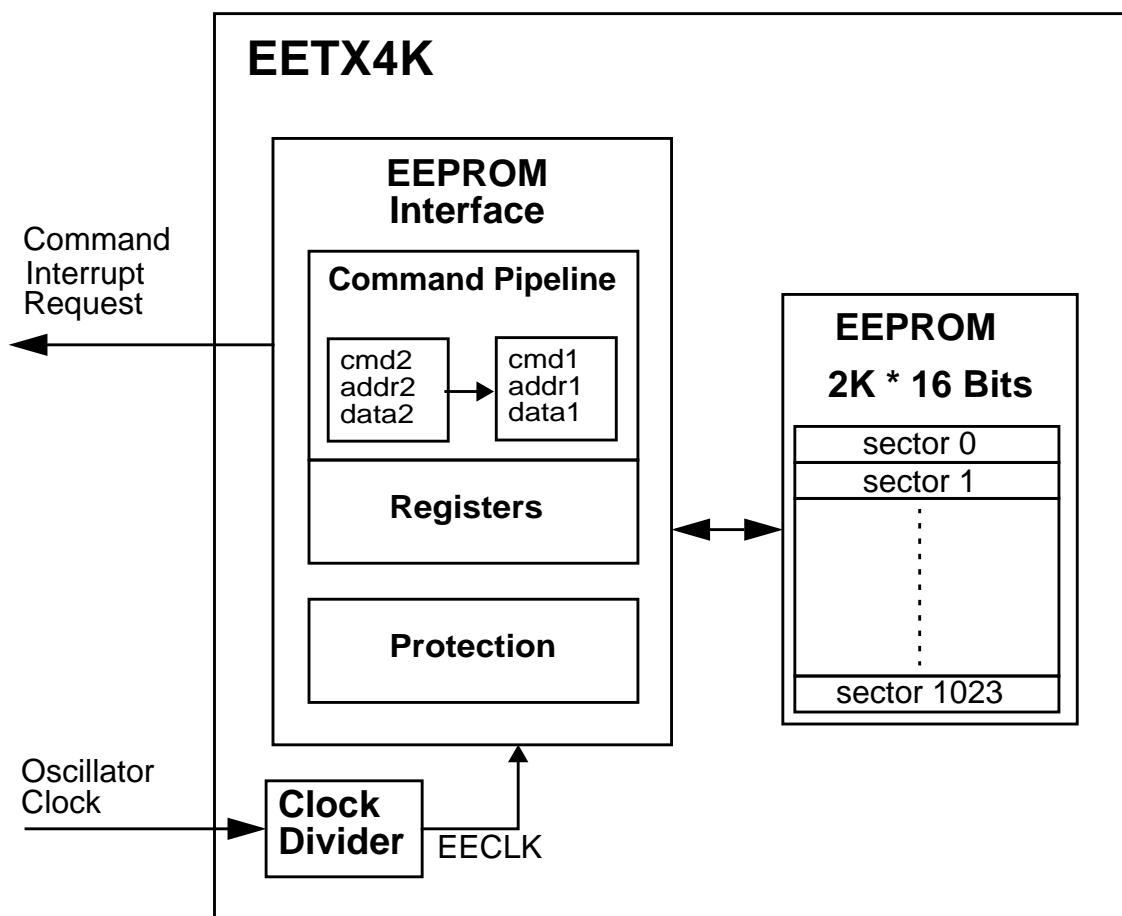 EETX4K
EEPROM
Interface
Command
Interrupt
Request
Command Pipeline
cmd2
addr2
data2
cmd1
addr1
data1
EEPROM
2K * 16 Bits
sector 0
sector 1
sector 1023
Registers
Protection
Oscillator
Clock
Clock
Divider
EECLK